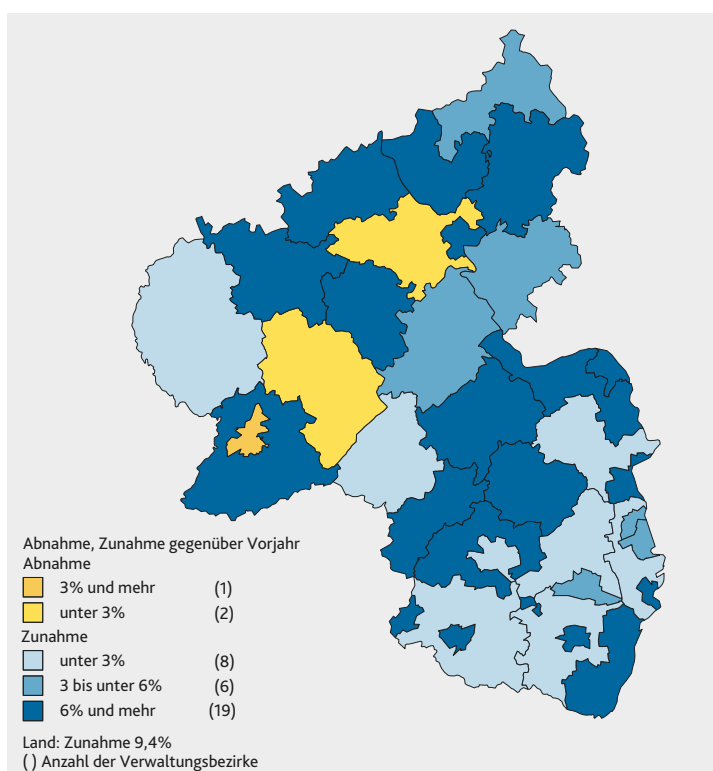 Abnahme, Zunahme gegenüber Vorjahr
Abnahme
3% und mehr (1)
unter 3% (2)
Zunahme
unter 3% (8)
3 bis unter 6% (6)
6% und mehr (19)
Land: Zunahme 9,4%
( ) Anzahl der Verwaltungsbezirke